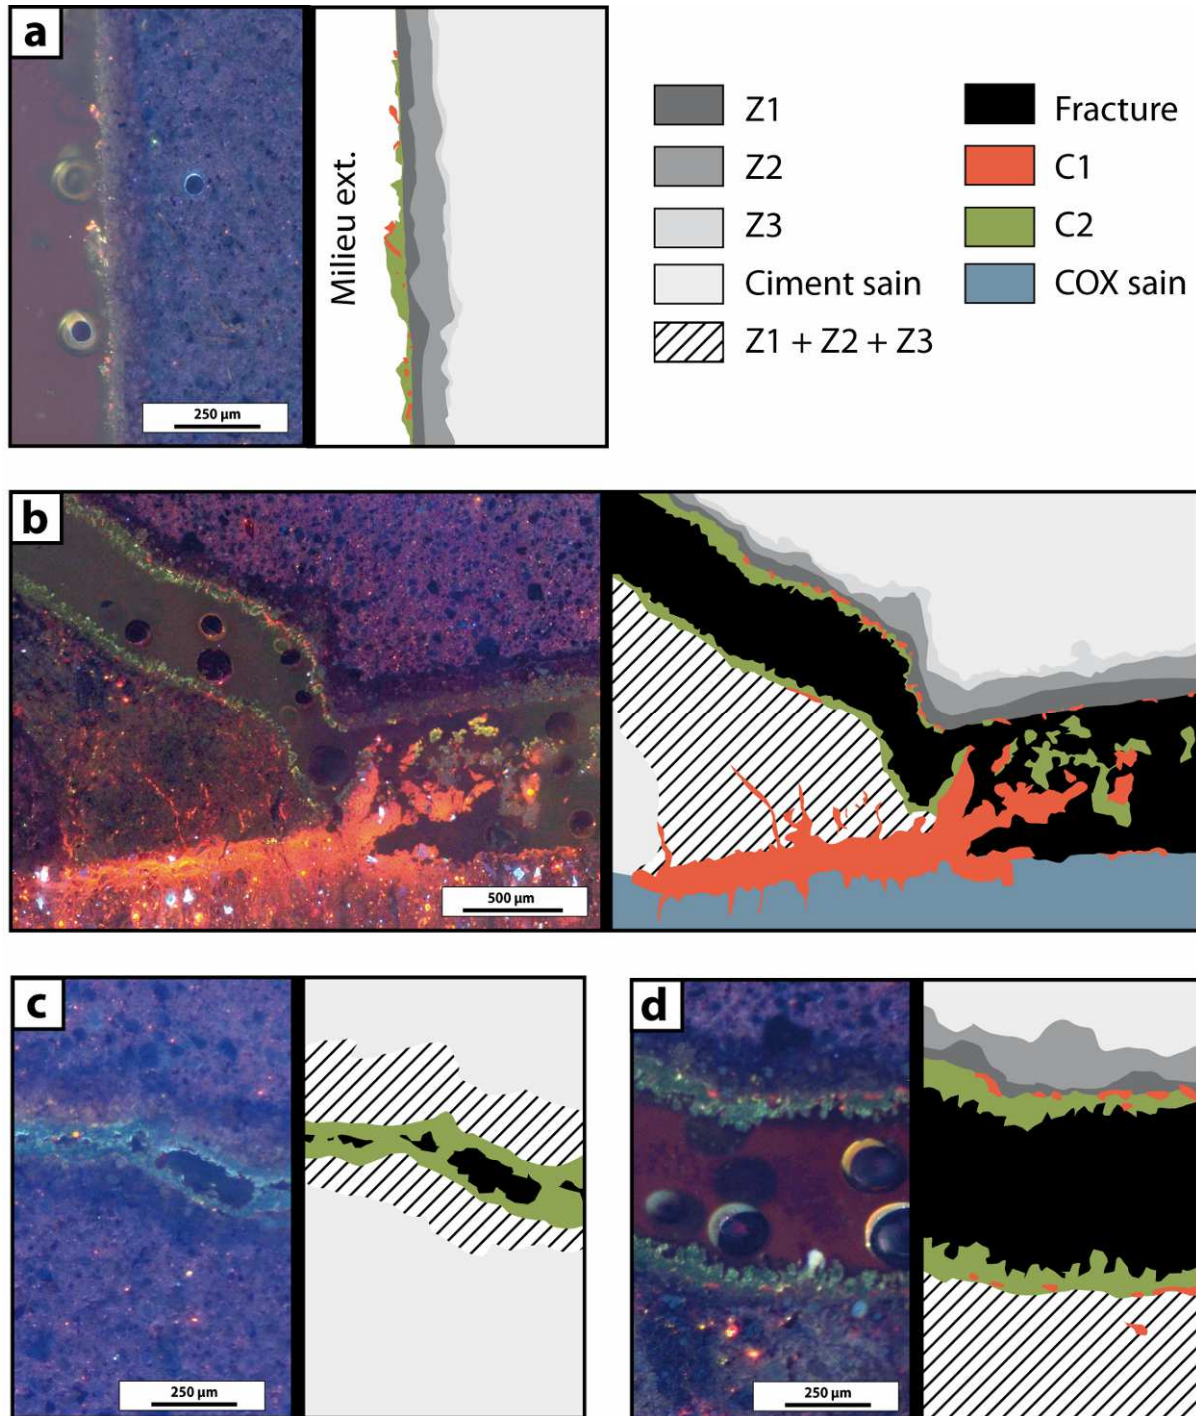 a
250 µm
Milieu ext.
Z1
Z2
Z3
Ciment sain
Z1 + Z2 + Z3
Fracture
C1
C2
COX sain
b
500 µm
c
250 µm
d
250 µm